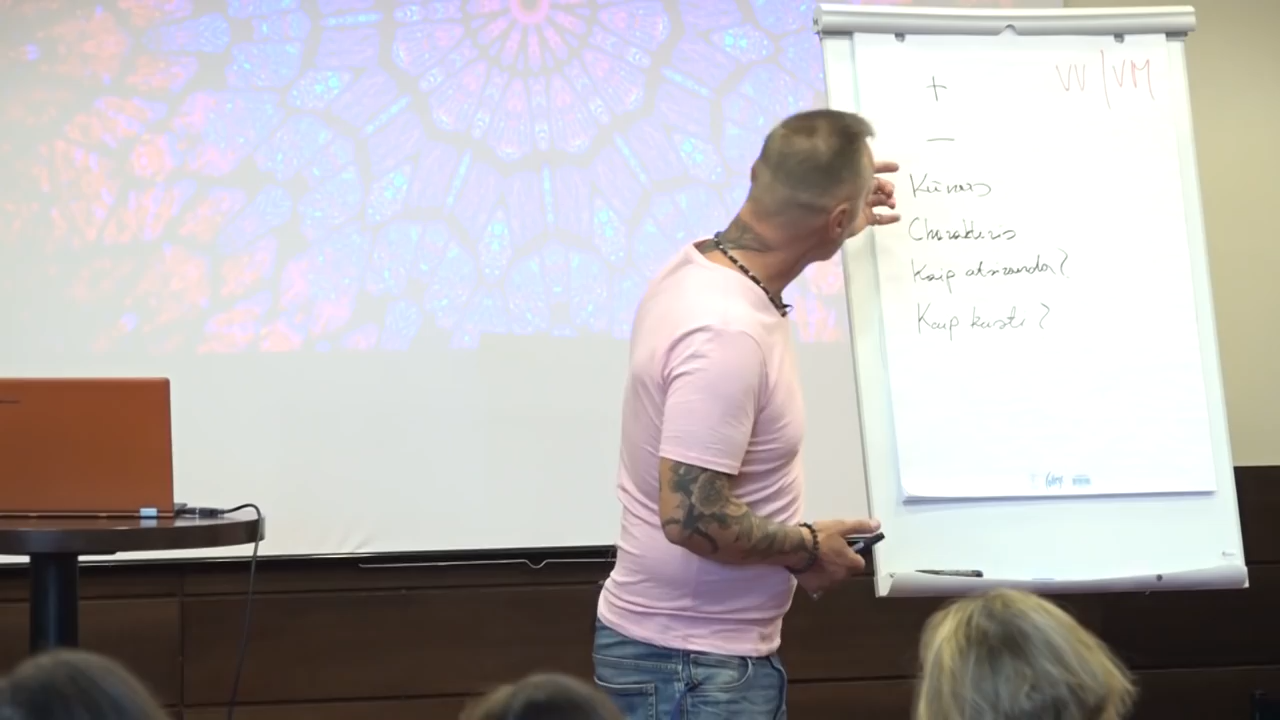 VV | VM
+
–
Kūnas
Charakteris
Kaip atsiranda?
Kaip kasti?